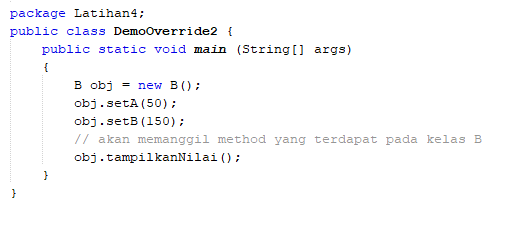 package Latihan4;
public class DemoOverride2 {
    public static void main (String[] args)
    {
        B obj = new B();
        obj.setA(50);
        obj.setB(150);
        // akan memanggil method yang terdapat pada kelas B
        obj.tampilkanNilai();
    }
}